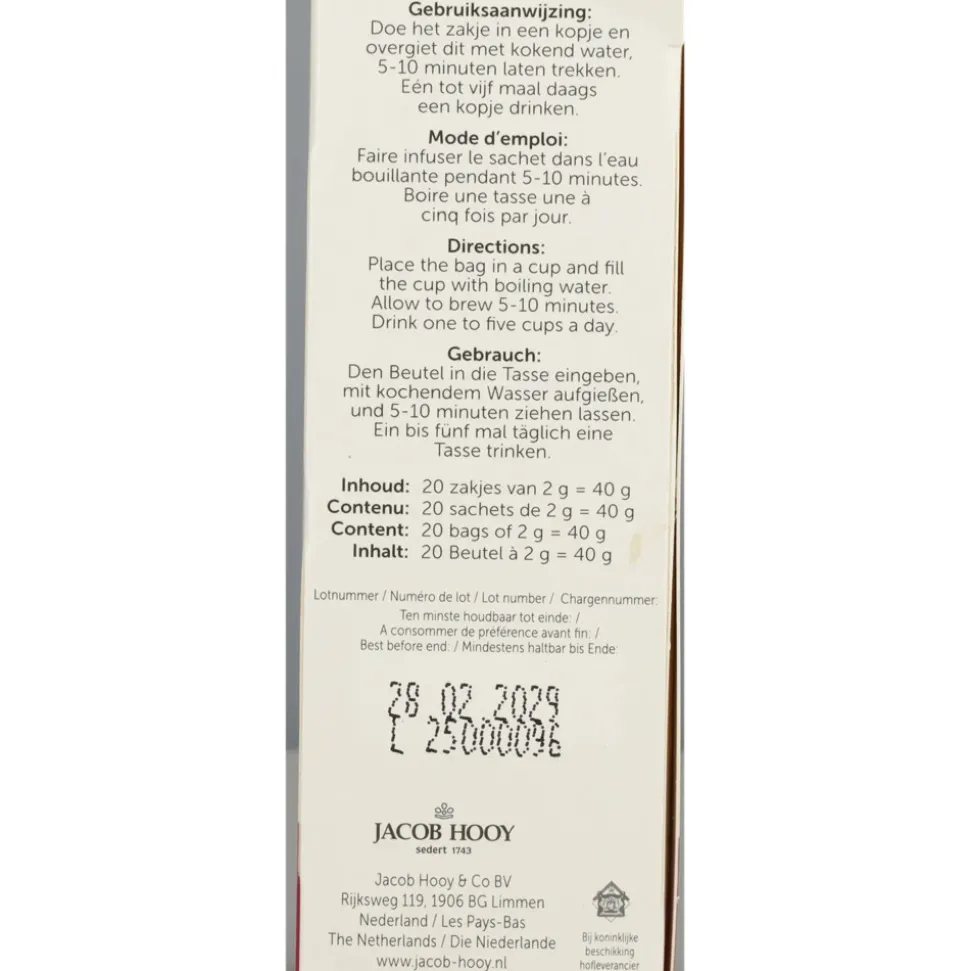 Gebruiksaanwijzing:
Doe het zakje in een kopje en
overgiet dit met kokend water,
5-10 minuten laten trekken.
Eén tot vijf maal daags
een kopje drinken.
Mode d'emploi:
Faire infuser le sachet dans l'eau
bouillante pendant 5-10 minutes.
Boire une tasse une à
cinq fois par jour.
Directions:
Place the bag in a cup and fill
the cup with boiling water.
Allow to brew 5-10 minutes.
Drink one to five cups a day.
Gebrauch:
Den Beutel in die Tasse eingeben,
mit kochendem Wasser aufgießen,
und 5-10 minuten ziehen lassen.
Ein bis fünf mal täglich eine
Tasse trinken.
Inhoud: 20 zakjes van 2 g = 40 g
Contenu: 20 sachets de 2 g = 40 g
Content: 20 bags of 2 g = 40 g
Inhalt: 20 Beutel à 2 g = 40 g
Lotnummer / Numéro de lot / Lot number / Chargennummer:
Ten minste houdbaar tot einde: /
A consommer de préférence avant fin: /
Best before end: / Mindestens haltbar bis Ende:
28 02 2029
L 25000096
JACOB HOOY
sedert 1743
Jacob Hooy & Co BV
Rijksweg 119, 1906 BG Limmen
Nederland / Les Pays-Bas
The Netherlands / Die Niederlande
www.jacob-hooy.nl
Bij koninklijke
beschikking
hofleverancier